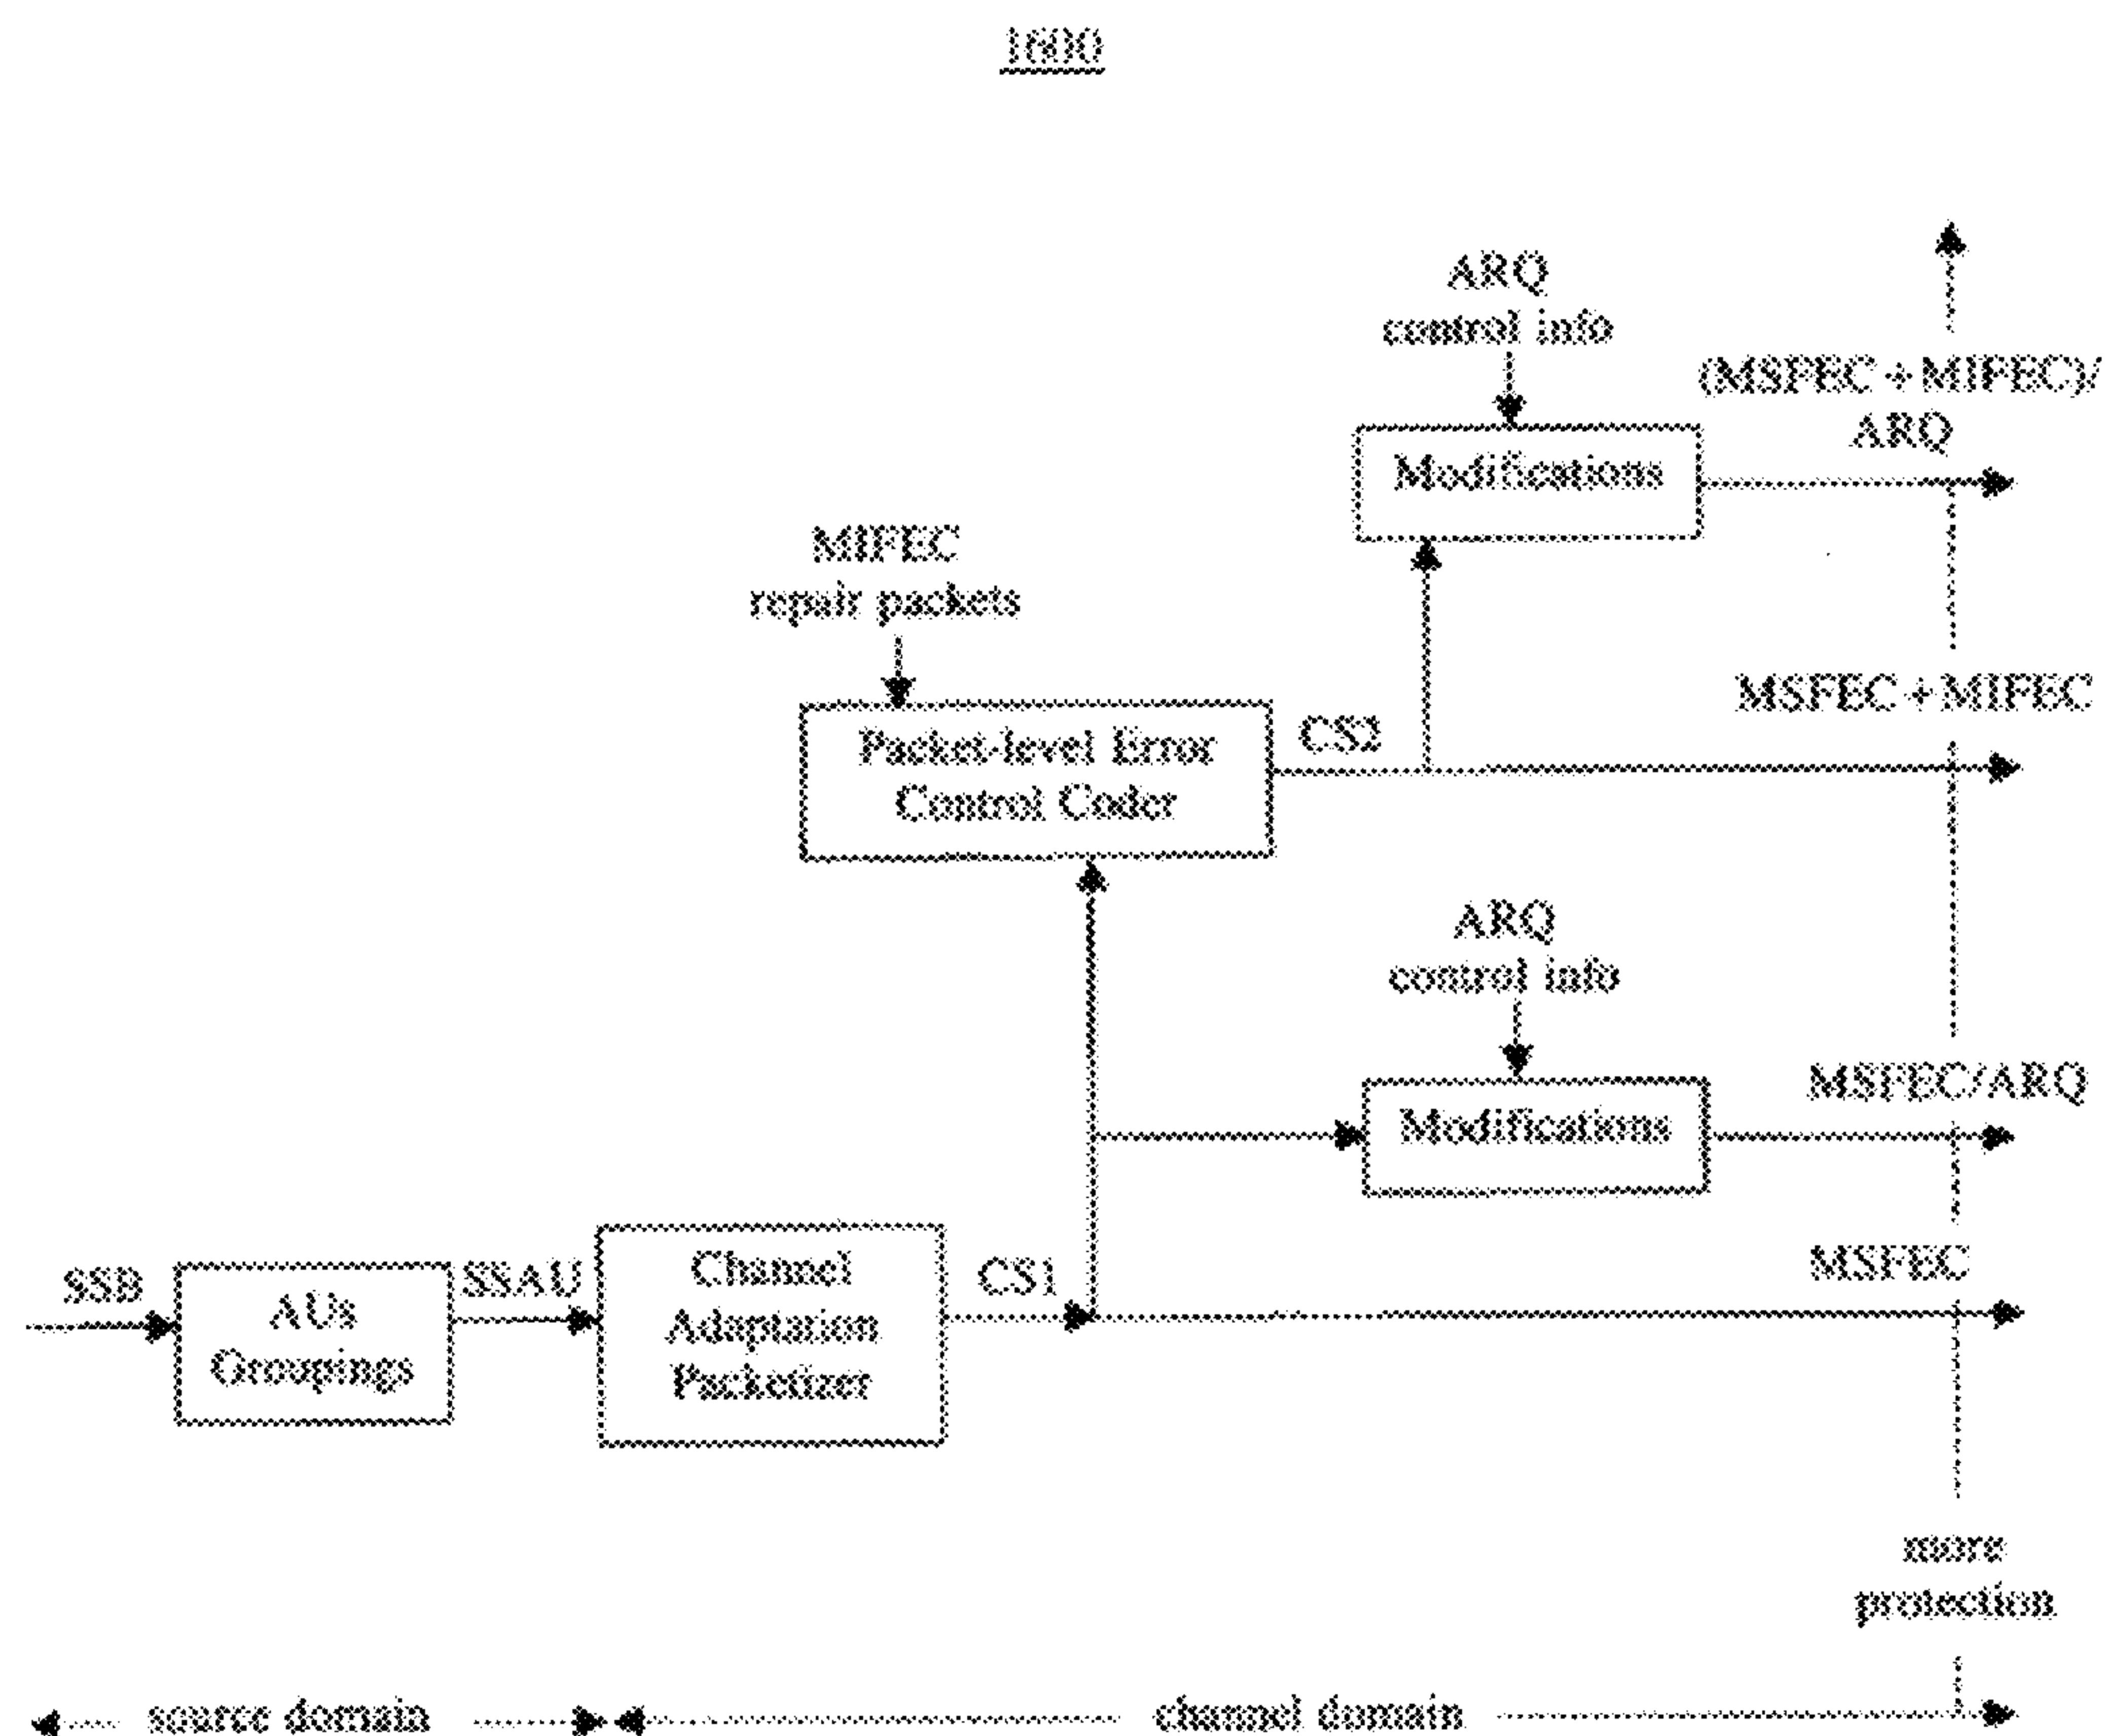 1600
ARQ
control info
(MSFEC+MIFEC)/
ARQ
Modifications
MIFEC
repair packets
MSFEC+MIFEC
Packet-level Error
Control Coder
CS2
ARQ
control info
MSFEC/ARQ
Modifications
MSFEC
SSB
AUs
Groupings
SSAU
Channel
Adaptation
Packetizer
CS1
more
protection
source domain
channel domain